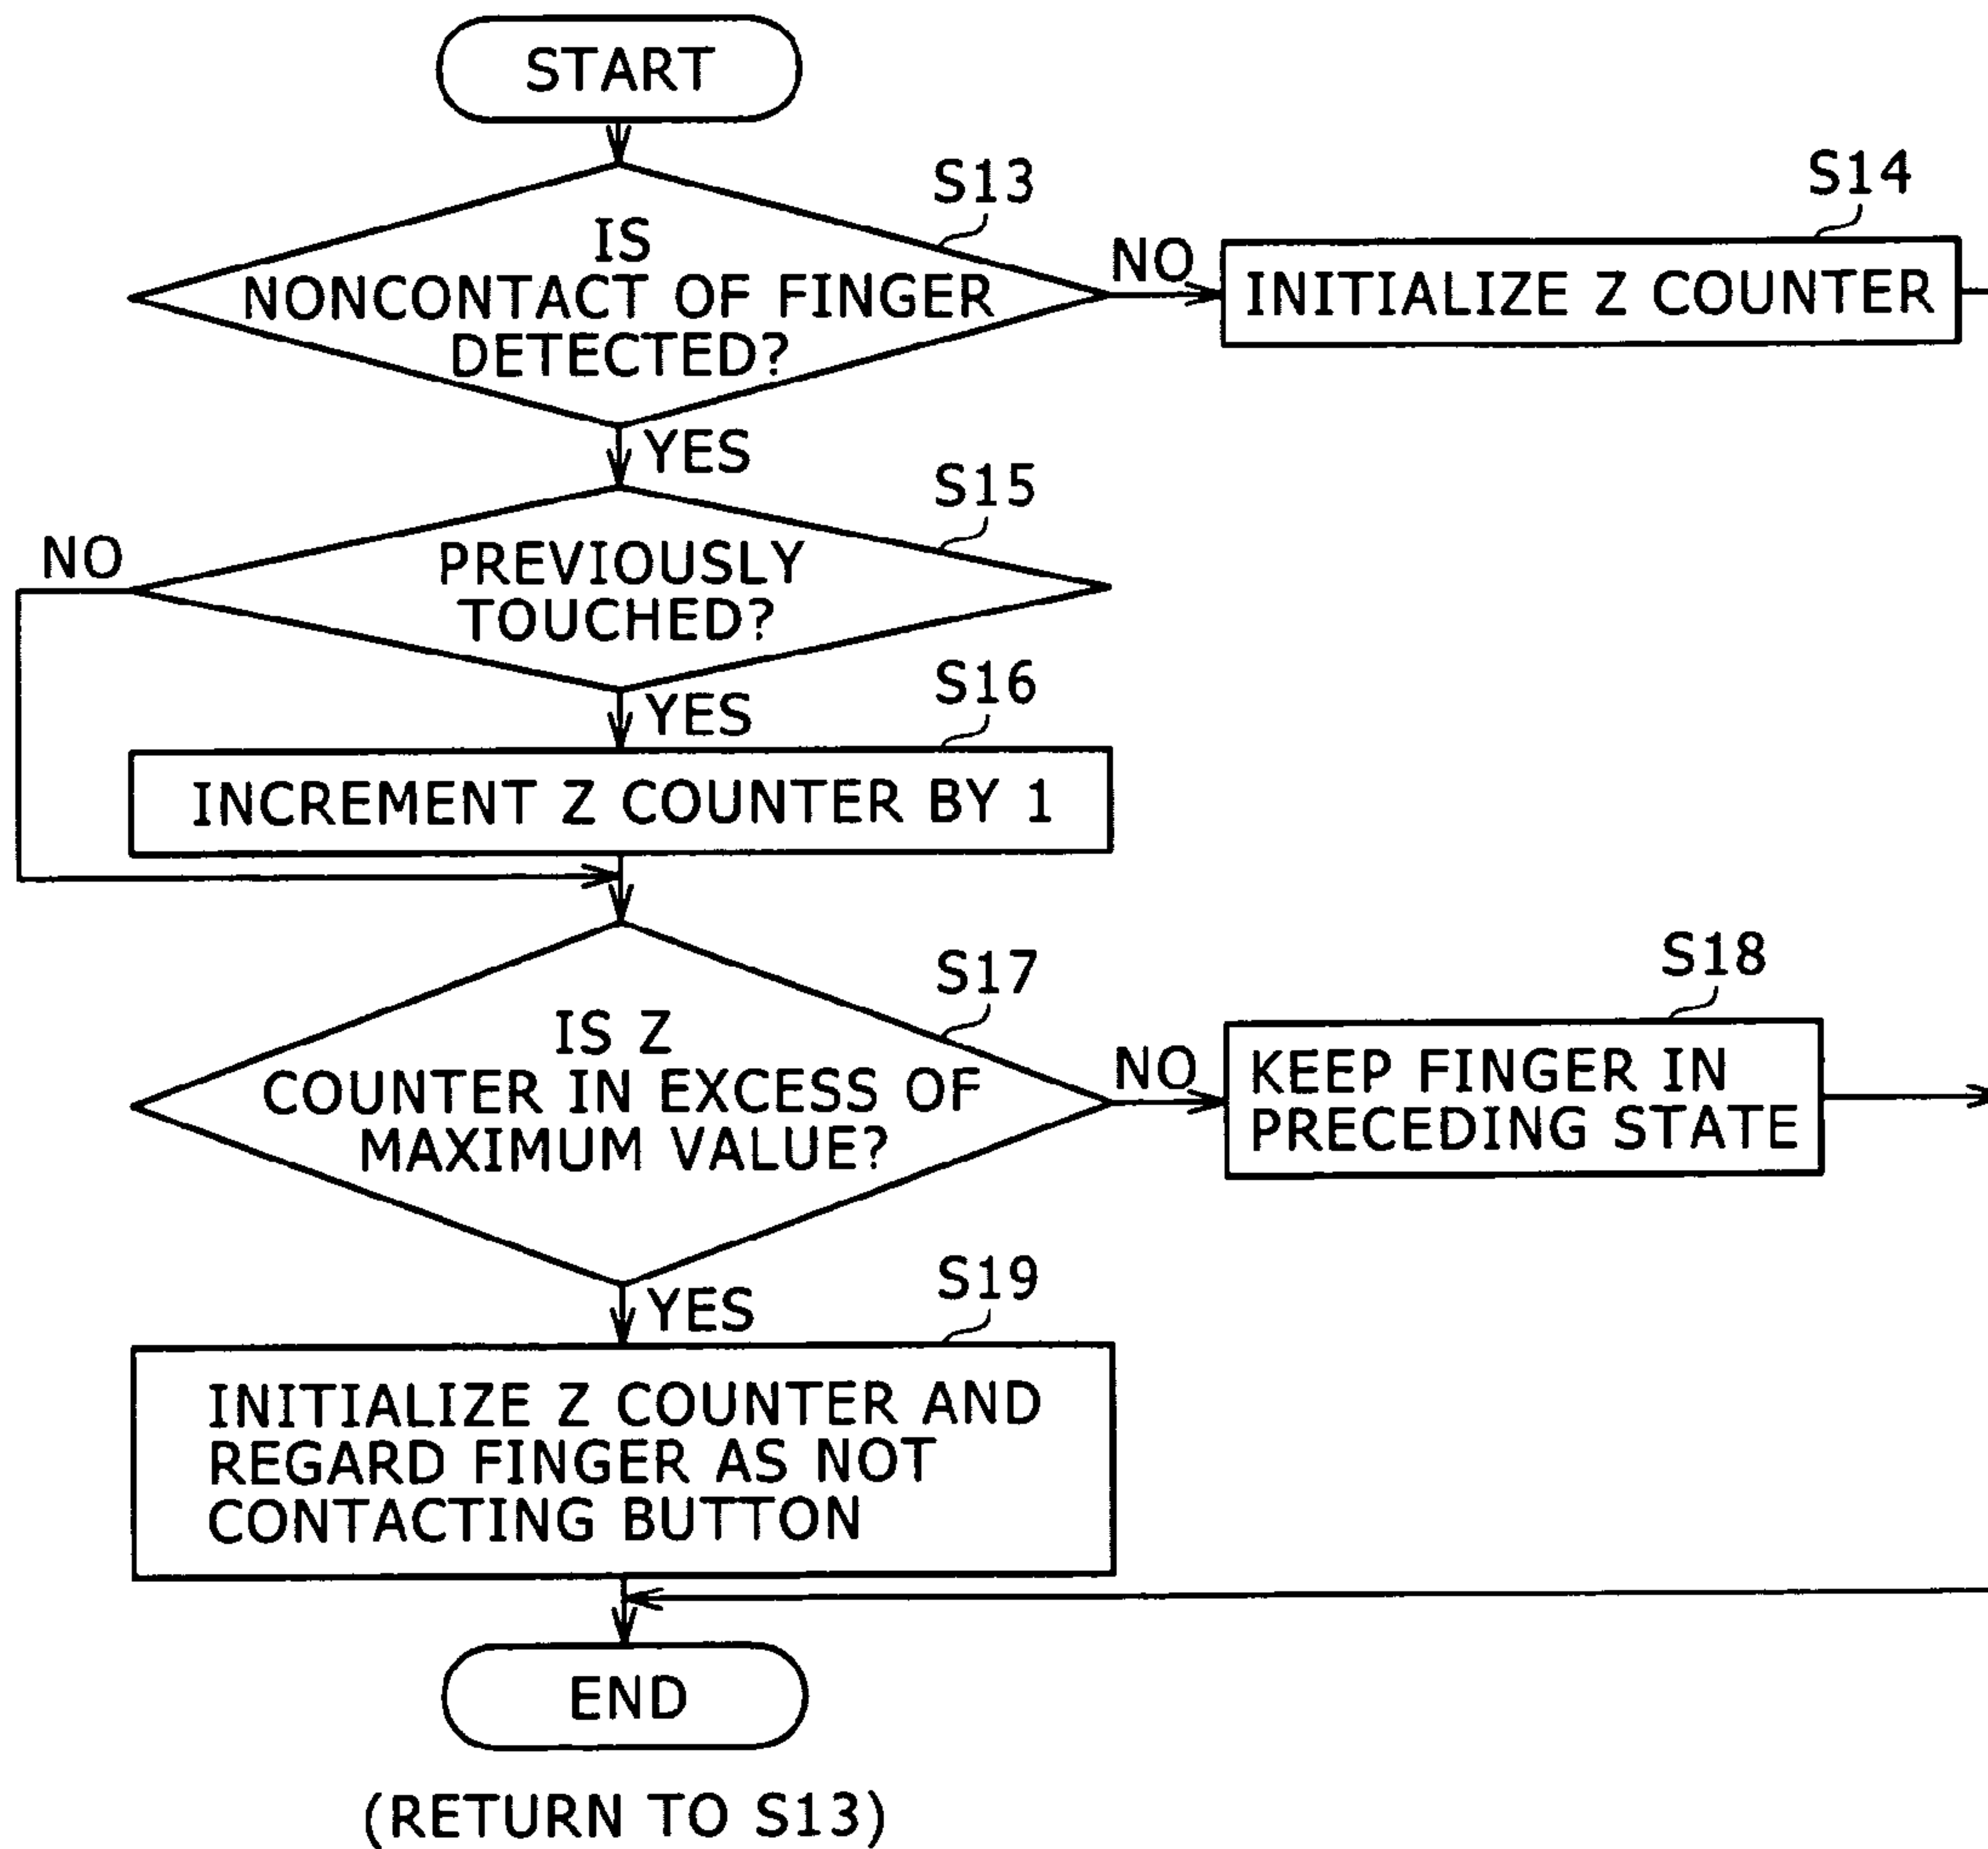 START
S13
IS
NONCONTACT OF FINGER
DETECTED?
NO
S14
INITIALIZE Z COUNTER
YES
S15
PREVIOUSLY
TOUCHED?
NO
YES
S16
INCREMENT Z COUNTER BY 1
S17
IS Z
COUNTER IN EXCESS OF
MAXIMUM VALUE?
NO
S18
KEEP FINGER IN
PRECEDING STATE
YES
S19
INITIALIZE Z COUNTER AND
REGARD FINGER AS NOT
CONTACTING BUTTON
END
(RETURN TO S13)